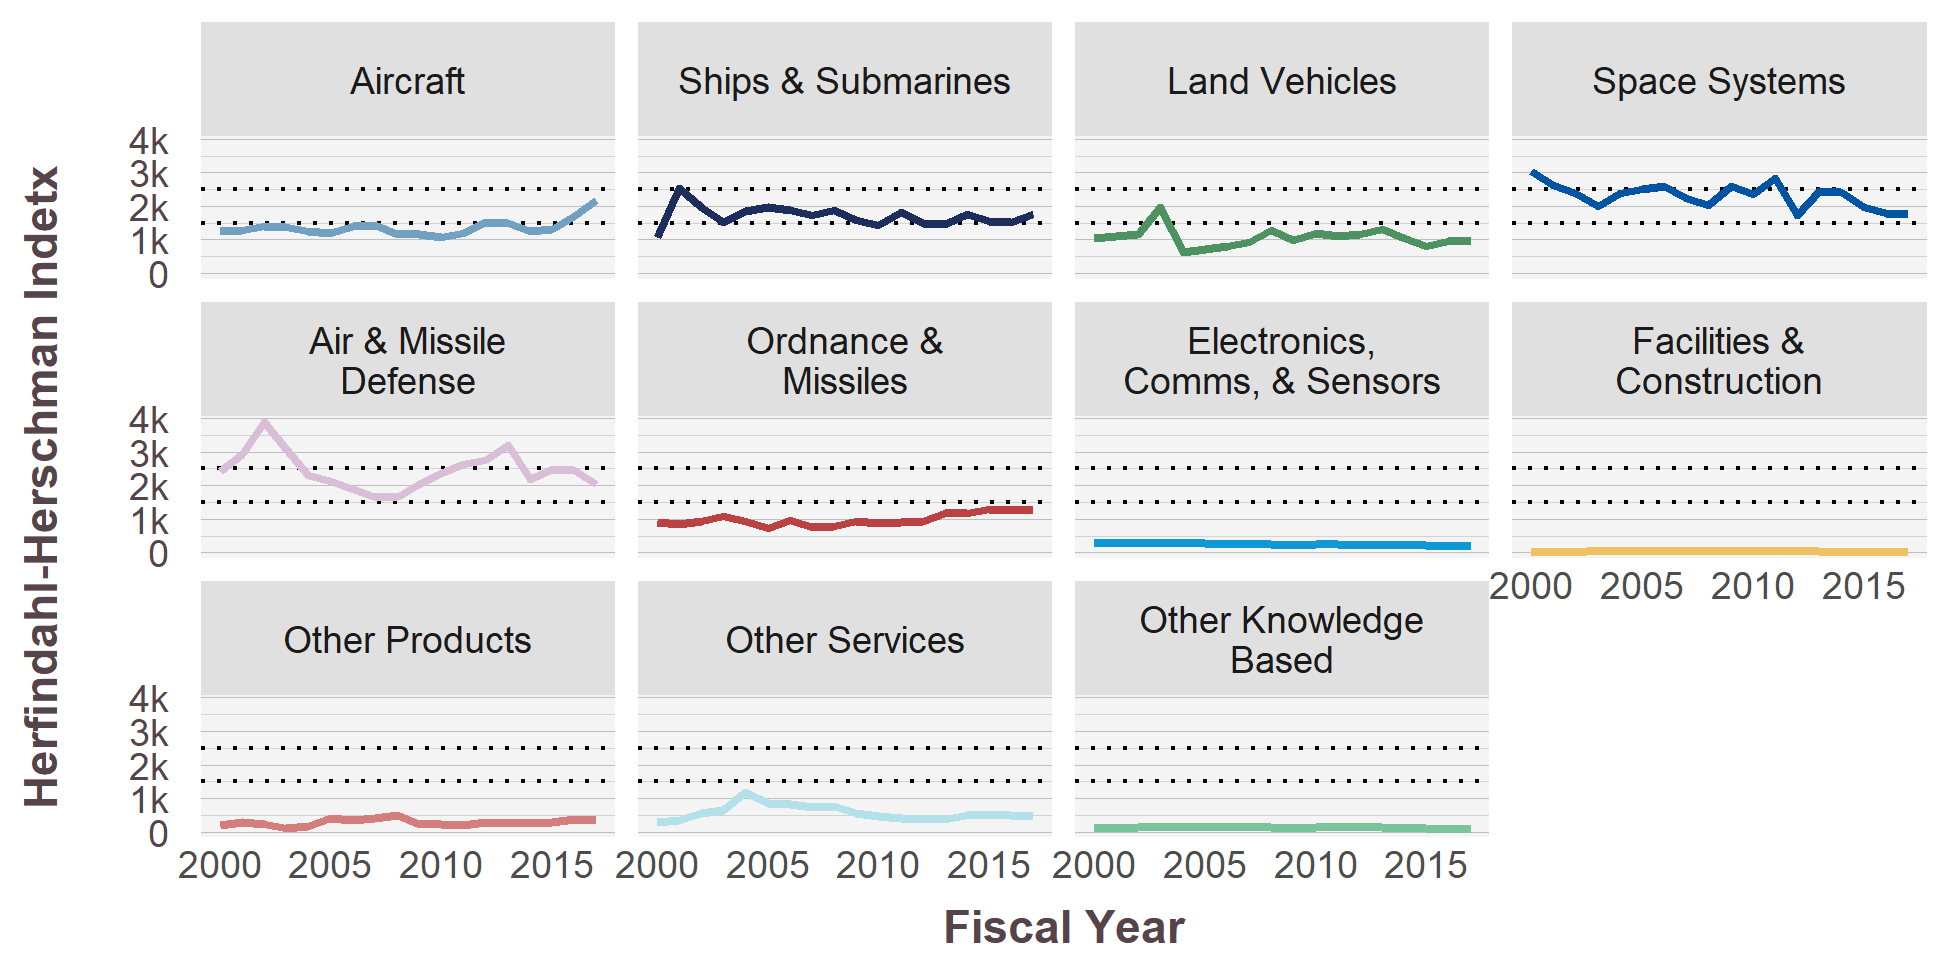 Aircraft
Ships & Submarines
Land Vehicles
Space Systems
4k
3k
2k
1k
0
Air & Missile
Defense
Ordnance &
Missiles
Electronics,
Comms, & Sensors
Facilities &
Construction
4k
3k
2k
1k
0
2000 2005 2010 2015
Other Products
Other Services
Other Knowledge
Based
4k
3k
2k
1k
0
2000 2005 2010 2015
2000 2005 2010 2015
2000 2005 2010 2015
Fiscal Year
Herfindahl-Herschman Indetx